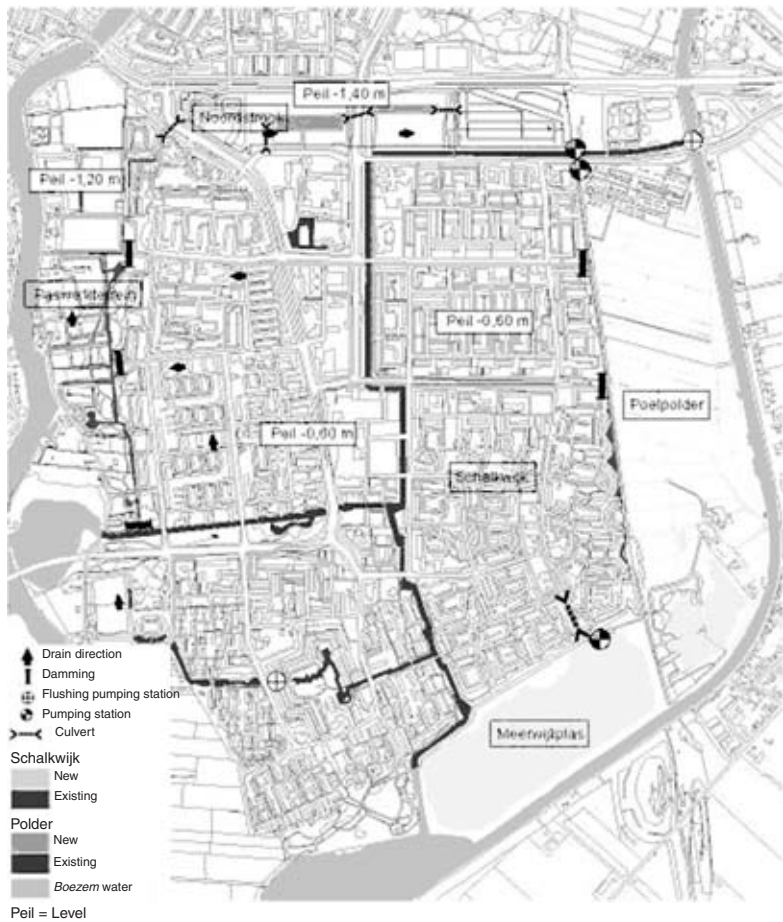 Peil -1,40 m
Noordstrook
Peil -1,20 m
Peil -0,60 m
Poelpolder
Peil -0,60 m
Schalkwijk
Meerwijkplas
Drain direction
Damming
Flushing pumping station
Pumping station
Culvert
Schalkwijk
New
Existing
Polder
New
Existing
Boezem water
Peil = Level